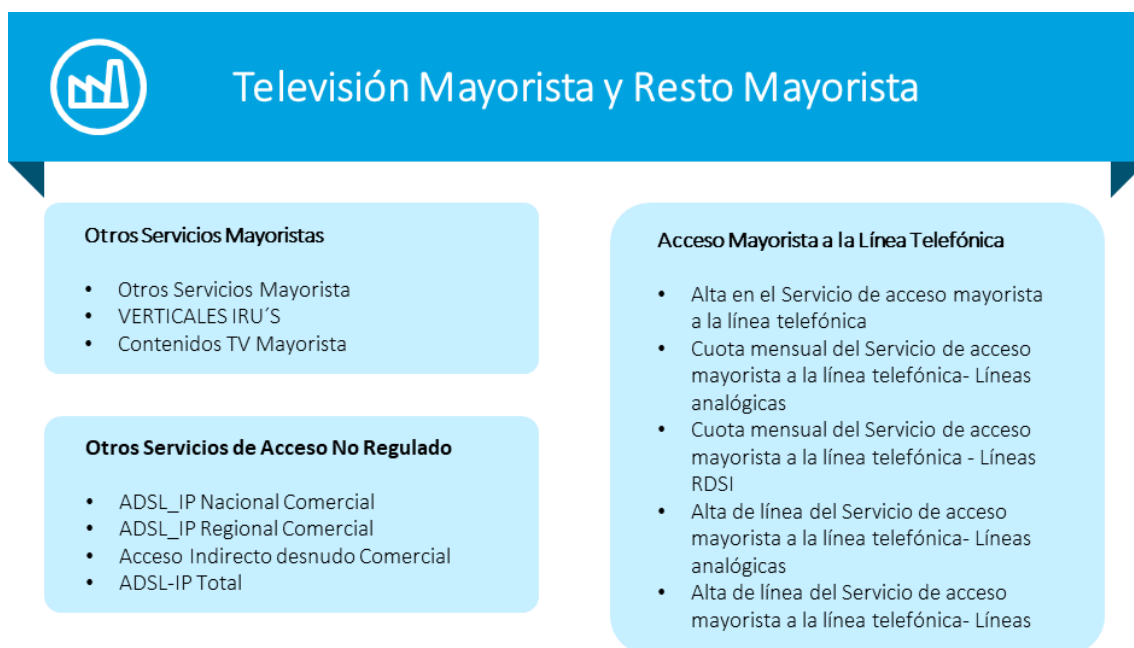 Televisión Mayorista y Resto Mayorista
Otros Servicios Mayoristas
• Otros Servicios Mayorista
• VERTICALES IRU´S
• Contenidos TV Mayorista
Otros Servicios de Acceso No Regulado
• ADSL_IP Nacional Comercial
• ADSL_IP Regional Comercial
• Acceso Indirecto desnudo Comercial
• ADSL-IP Total
Acceso Mayorista a la Línea Telefónica
• Alta en el Servicio de acceso mayorista
a la línea telefónica
• Cuota mensual del Servicio de acceso
mayorista a la línea telefónica- Líneas
analógicas
• Cuota mensual del Servicio de acceso
mayorista a la línea telefónica - Líneas
RDSI
• Alta de línea del Servicio de acceso
mayorista a la línea telefónica- Líneas
analógicas
• Alta de línea del Servicio de acceso
mayorista a la línea telefónica- Líneas